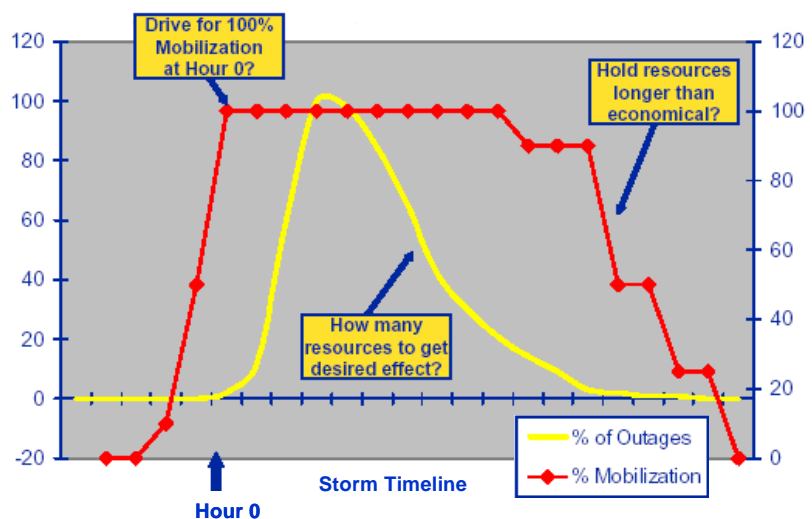 Drive for 100%
Mobilization
at Hour 0?
Hold resources
longer than
economical?
How many
resources to get
desired effect?
120
100
80
60
40
20
0
-20
120
100
80
60
40
20
0
% of Outages
% Mobilization
Storm Timeline
Hour 0